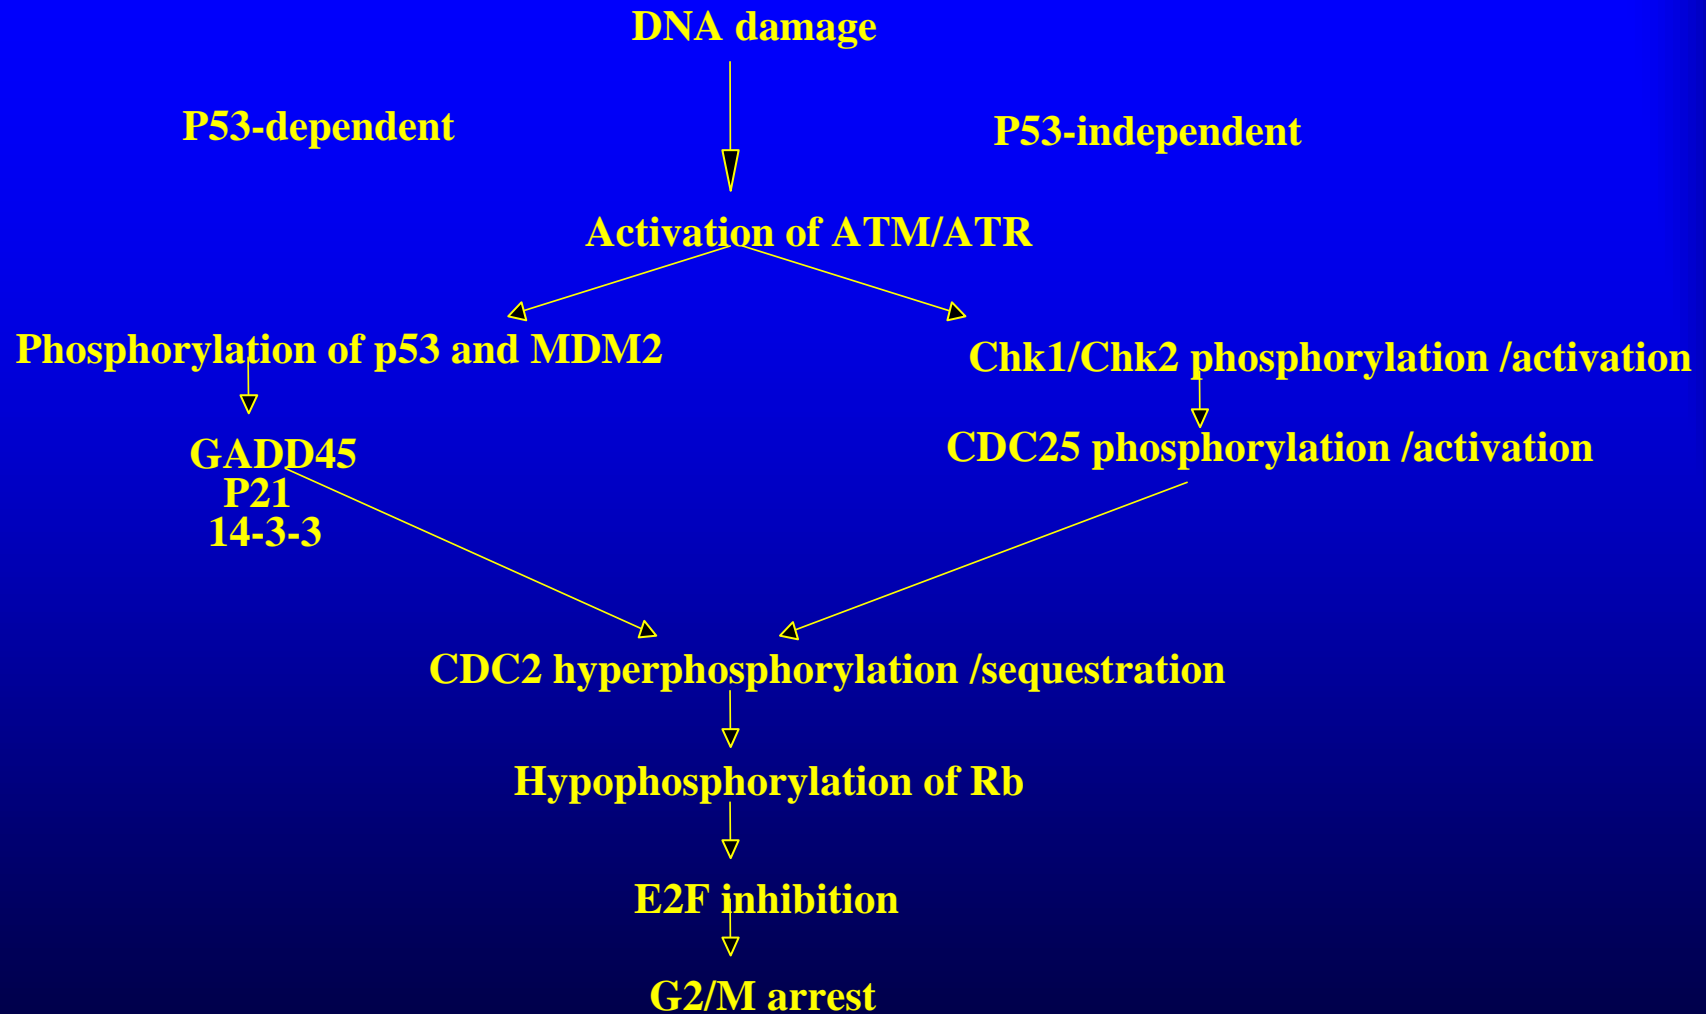 DNA damage
P53-dependent
P53-independent
Activation of ATM/ATR
Phosphorylation of p53 and MDM2
Chk1/Chk2 phosphorylation /activation
GADD45
P21
14-3-3
CDC25 phosphorylation /activation
CDC2 hyperphosphorylation /sequestration
Hypophosphorylation of Rb
E2F inhibition
G2/M arrest